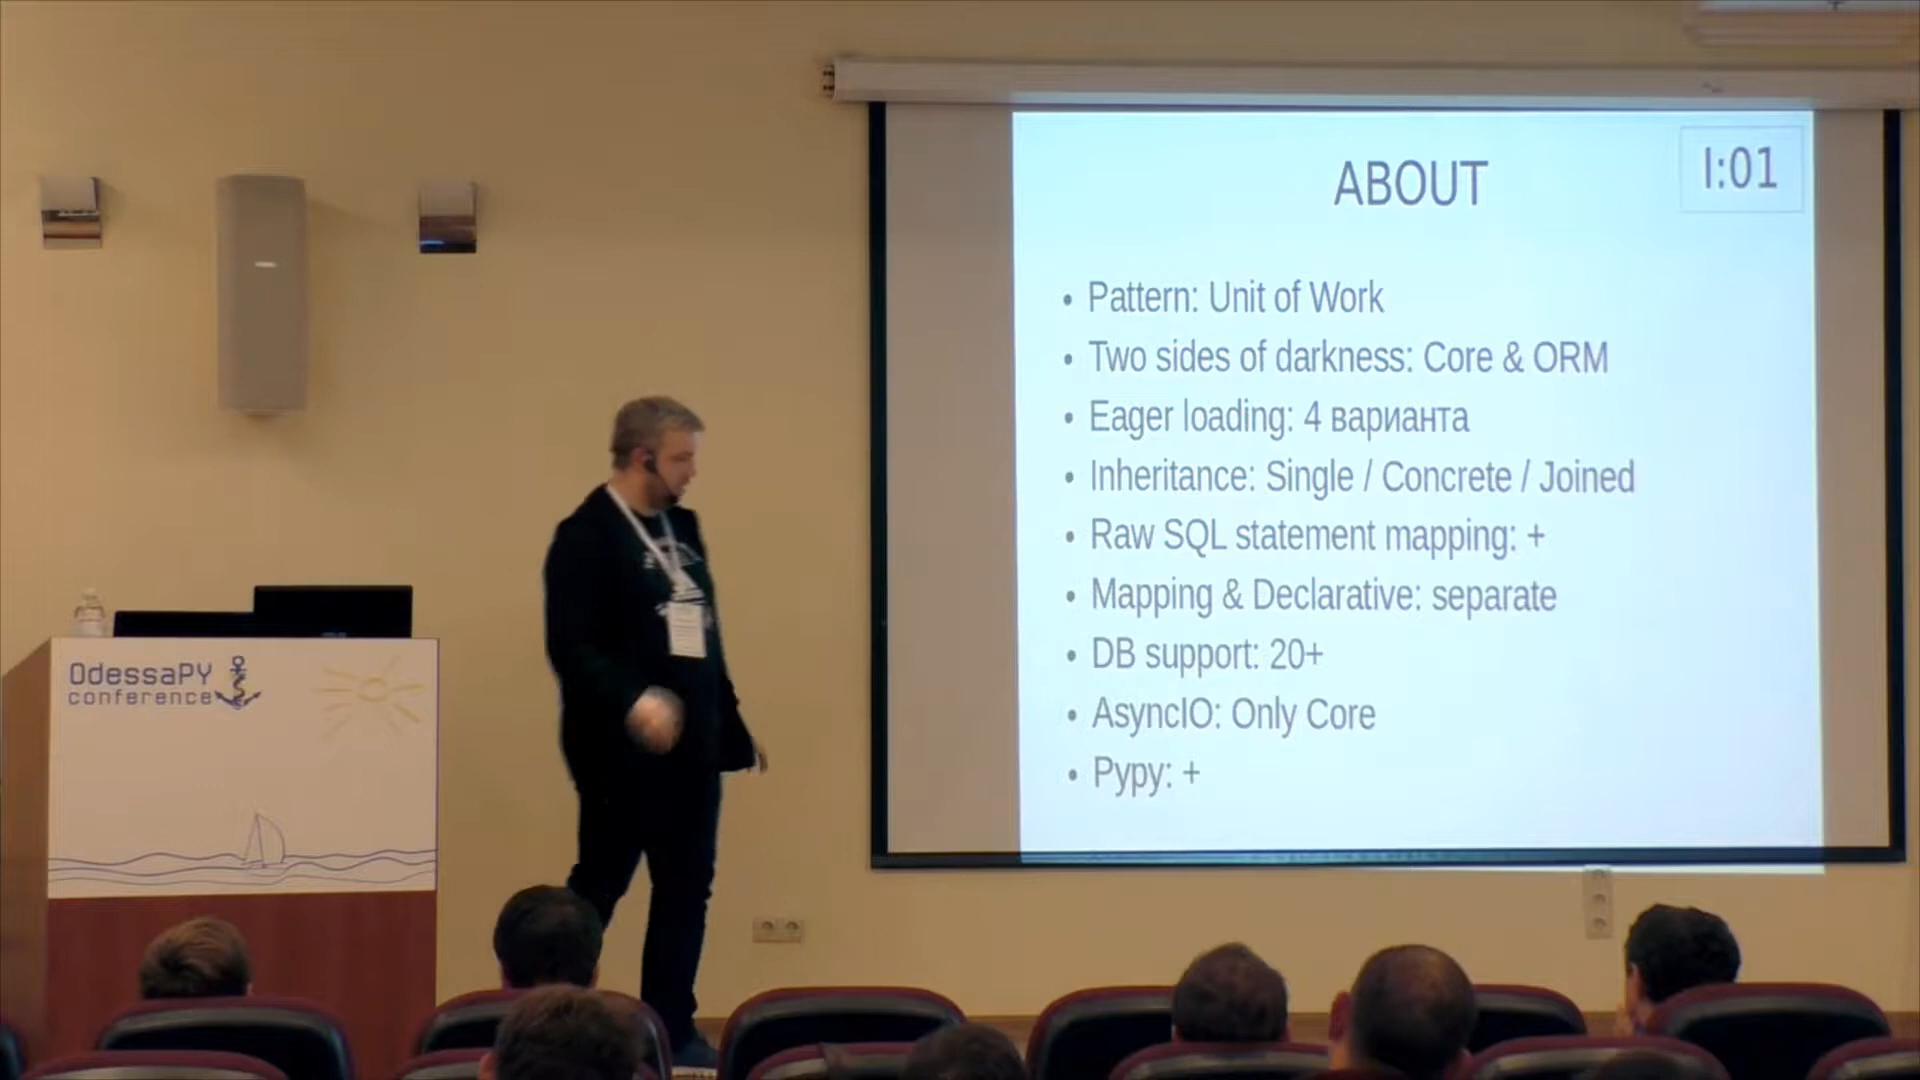 ABOUT
I:01
• Pattern: Unit of Work
• Two sides of darkness: Core & ORM
• Eager loading: 4 варианта
• Inheritance: Single / Concrete / Joined
• Raw SQL statement mapping: +
• Mapping & Declarative: separate
• DB support: 20+
• AsyncIO: Only Core
• Pypy: +
OdessaPY
conference